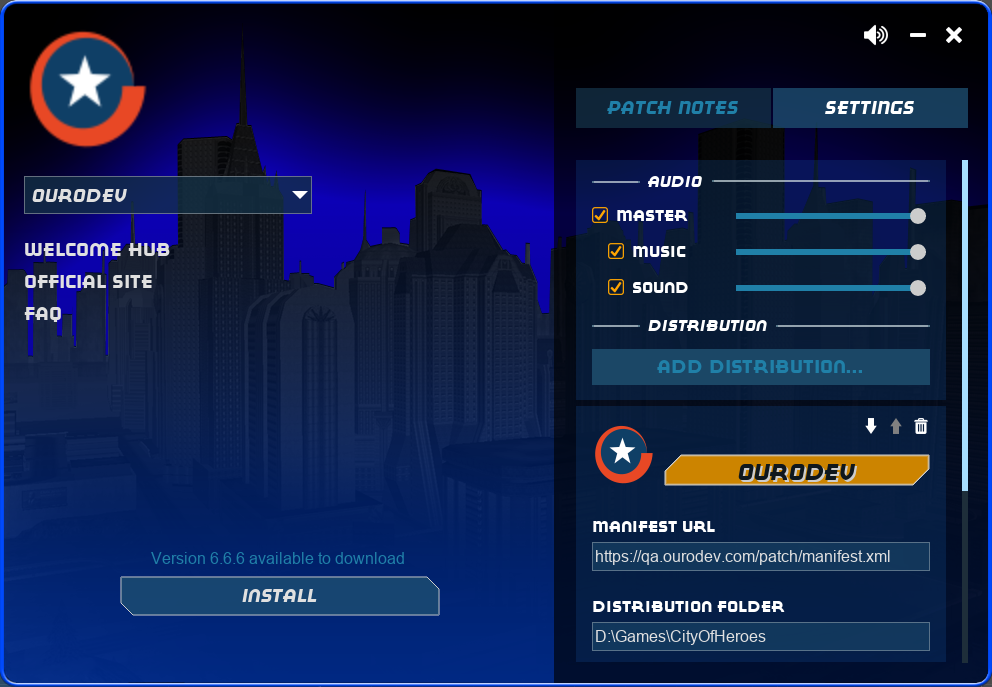 OURODEV
WELCOME HUB
OFFICIAL SITE
FAQ
Version 6.6.6 available to download
INSTALL
PATCH NOTES
SETTINGS
AUDIO
MASTER
MUSIC
SOUND
DISTRIBUTION
ADD DISTRIBUTION...
OURODEV
MANIFEST URL
https://qa.ourodev.com/patch/manifest.xml
DISTRIBUTION FOLDER
D:\Games\CityOfHeroes